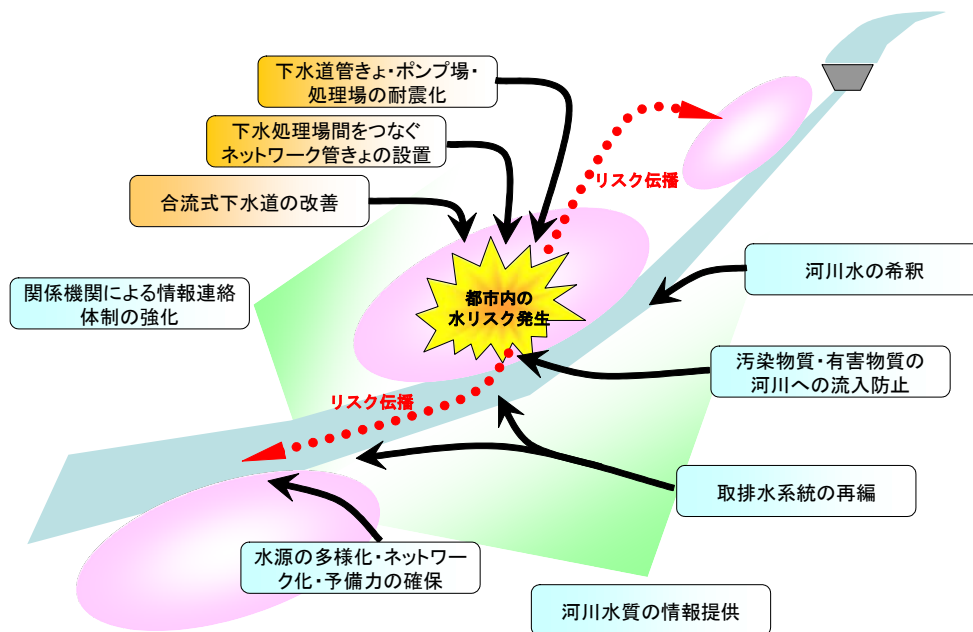 下水道管きょ・ポンプ場・
処理場の耐震化
下水処理場間をつなぐ
ネットワーク管きょの設置
合流式下水道の改善
リスク伝播
関係機関による情報連絡
体制の強化
都市内の
水リスク発生
河川水の希釈
汚染物質・有害物質の
河川への流入防止
リスク伝播
取排水系統の再編
水源の多様化・ネットワー
ク化・予備力の確保
河川水質の情報提供